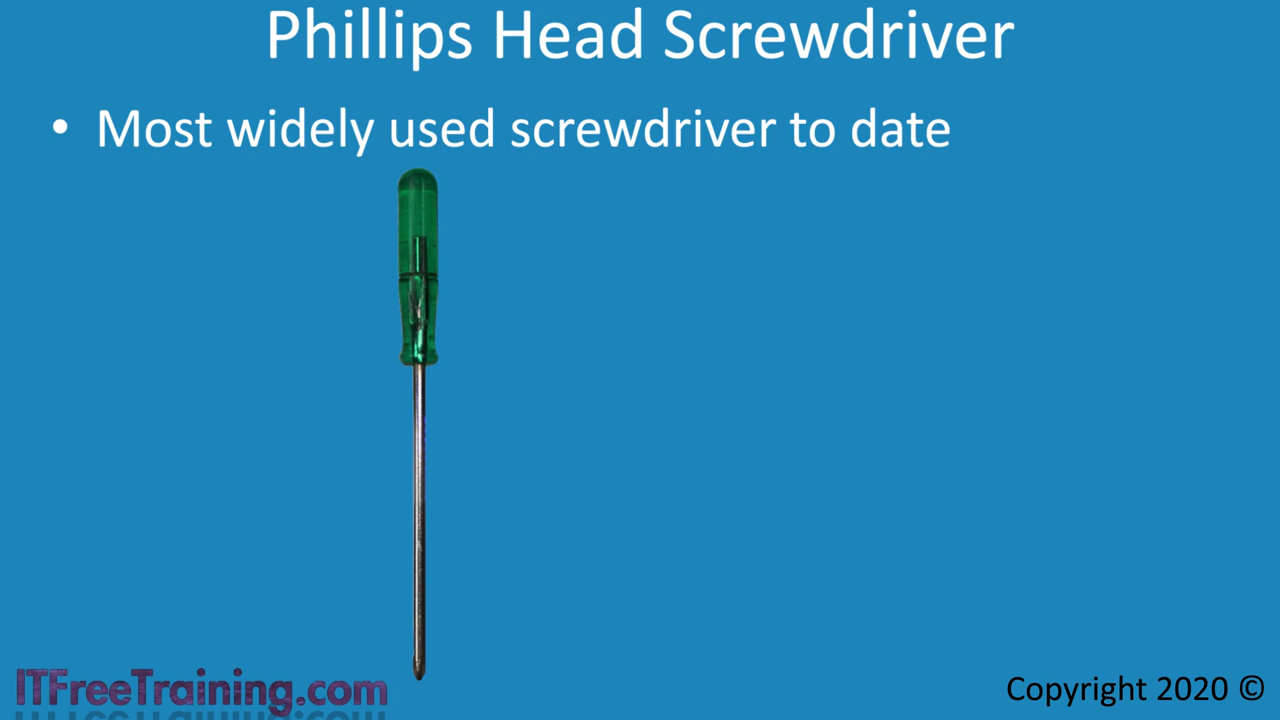 Phillips Head Screwdriver
• Most widely used screwdriver to date
ITFreeTraining.com
Copyright 2020 ©